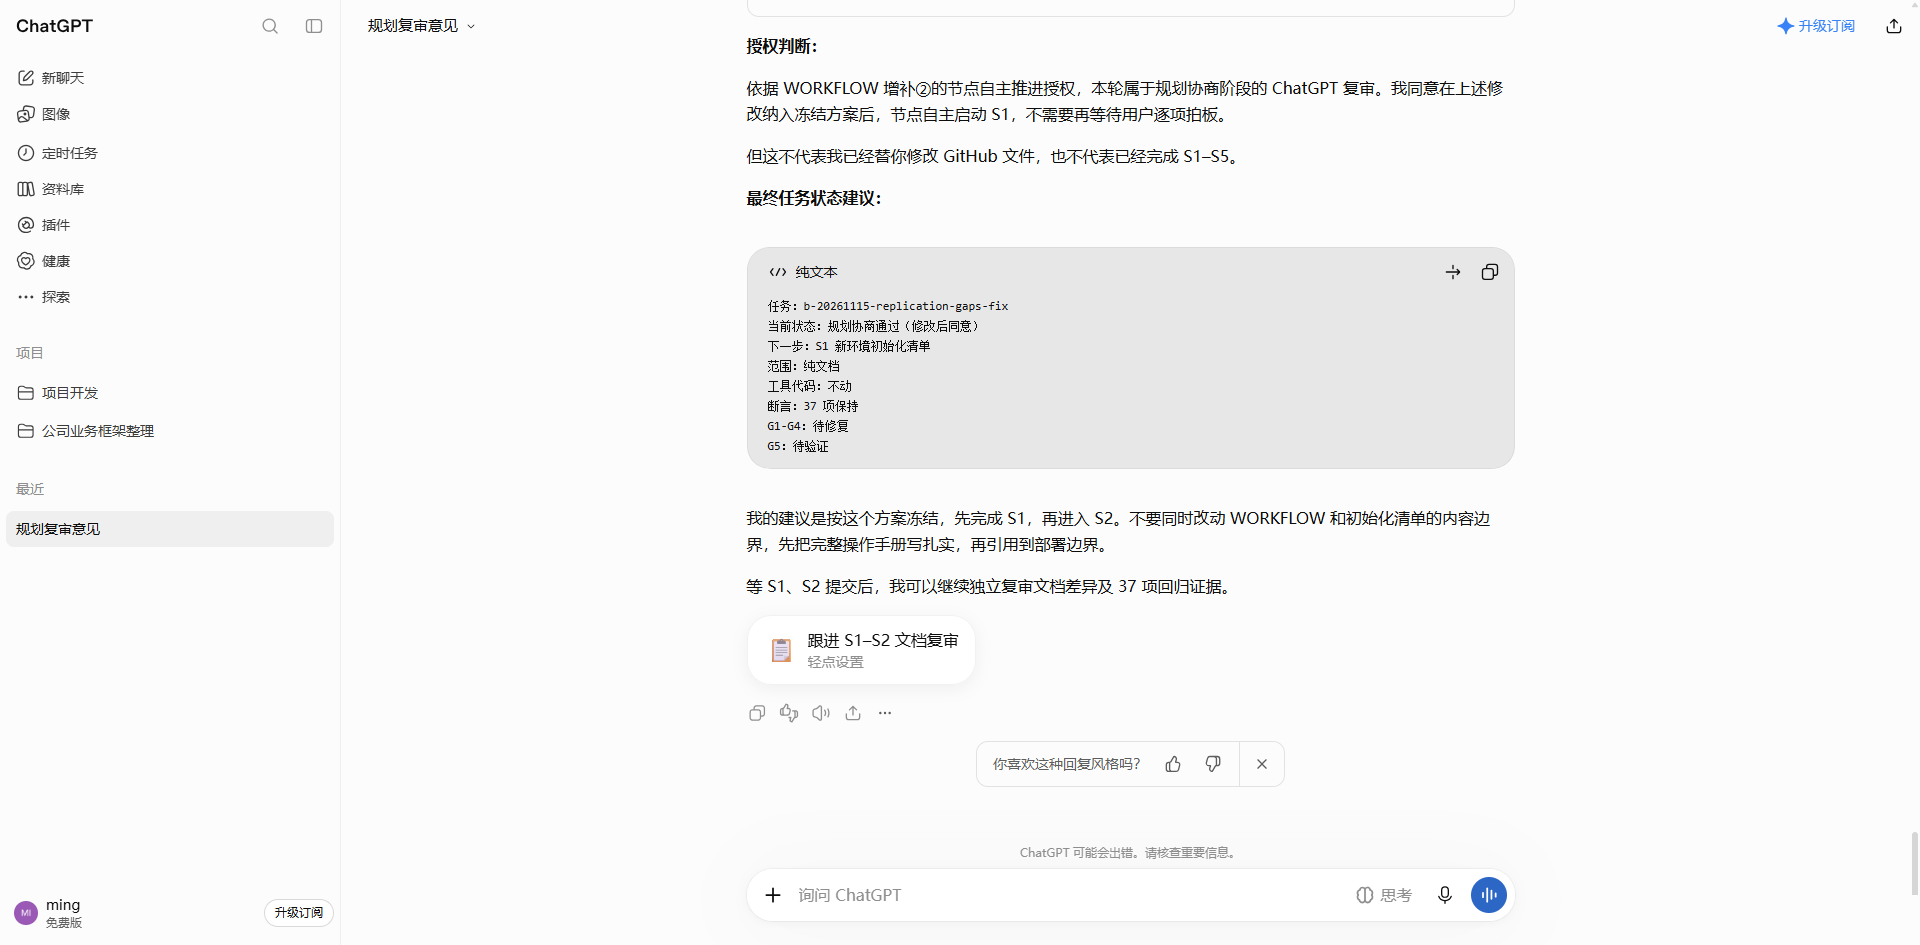 ChatGPT
新聊天
图像
定时任务
资料库
插件
健康
探索
项目
项目开发
公司业务框架整理
最近
规划复审意见
MI
ming
免费版
升级订阅
规划复审意见
升级订阅
授权判断：
依据 WORKFLOW 增补②的节点自主推进授权，本轮属于规划协商阶段的 ChatGPT 复审。我同意在上述修
改纳入冻结方案后，节点自主启动 S1，不需要再等待用户逐项拍板。
但这不代表我已经替你修改 GitHub 文件，也不代表已经完成 S1–S5。
最终任务状态建议：
纯文本
任务：b-20261115-replication-gaps-fix
当前状态：规划协商通过（修改后同意）
下一步：S1 新环境初始化清单
范围：纯文档
工具代码：不动
断言：37 项保持
G1-G4：待修复
G5：待验证
我的建议是按这个方案冻结，先完成 S1，再进入 S2。不要同时改动 WORKFLOW 和初始化清单的内容边
界，先把完整操作手册写扎实，再引用到部署边界。
等 S1、S2 提交后，我可以继续独立复审文档差异及 37 项回归证据。
跟进 S1–S2 文档复审
轻点设置
你喜欢这种回复风格吗？
ChatGPT 可能会出错。请核查重要信息。
询问 ChatGPT
思考